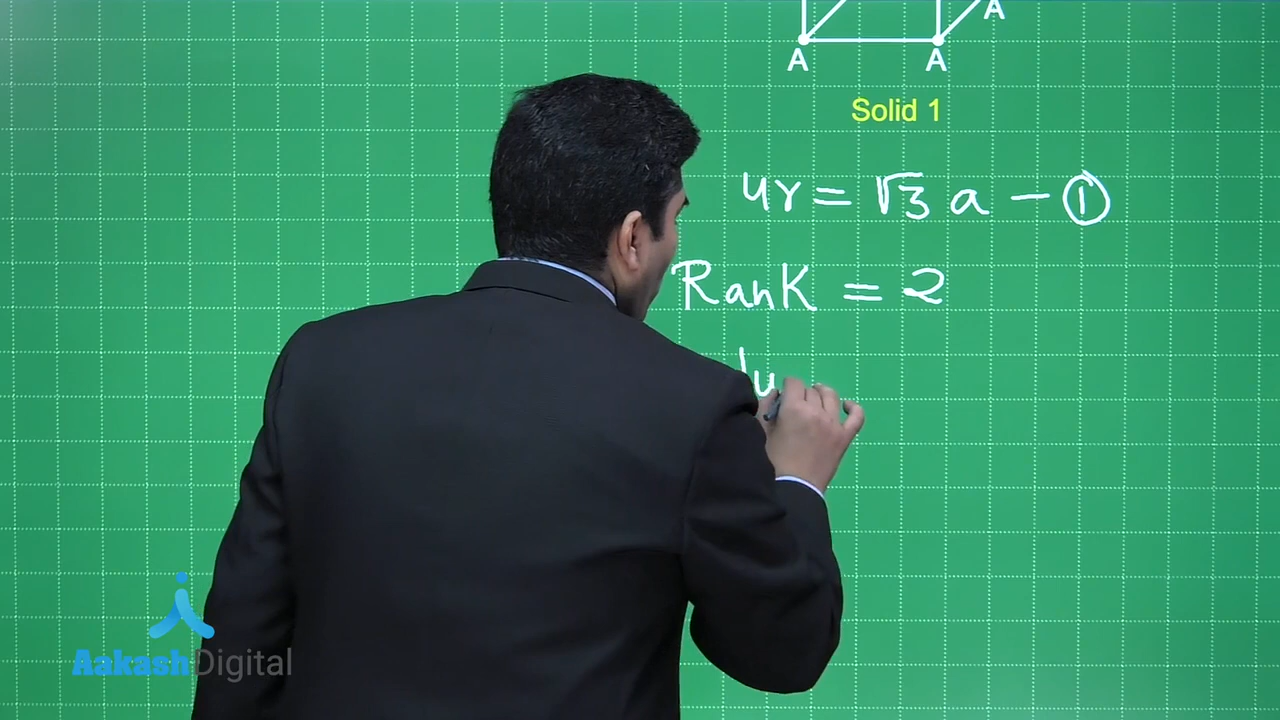 A
A A
Solid 1
4r = √3 a – ①
Rank = 2
Aakash Digital